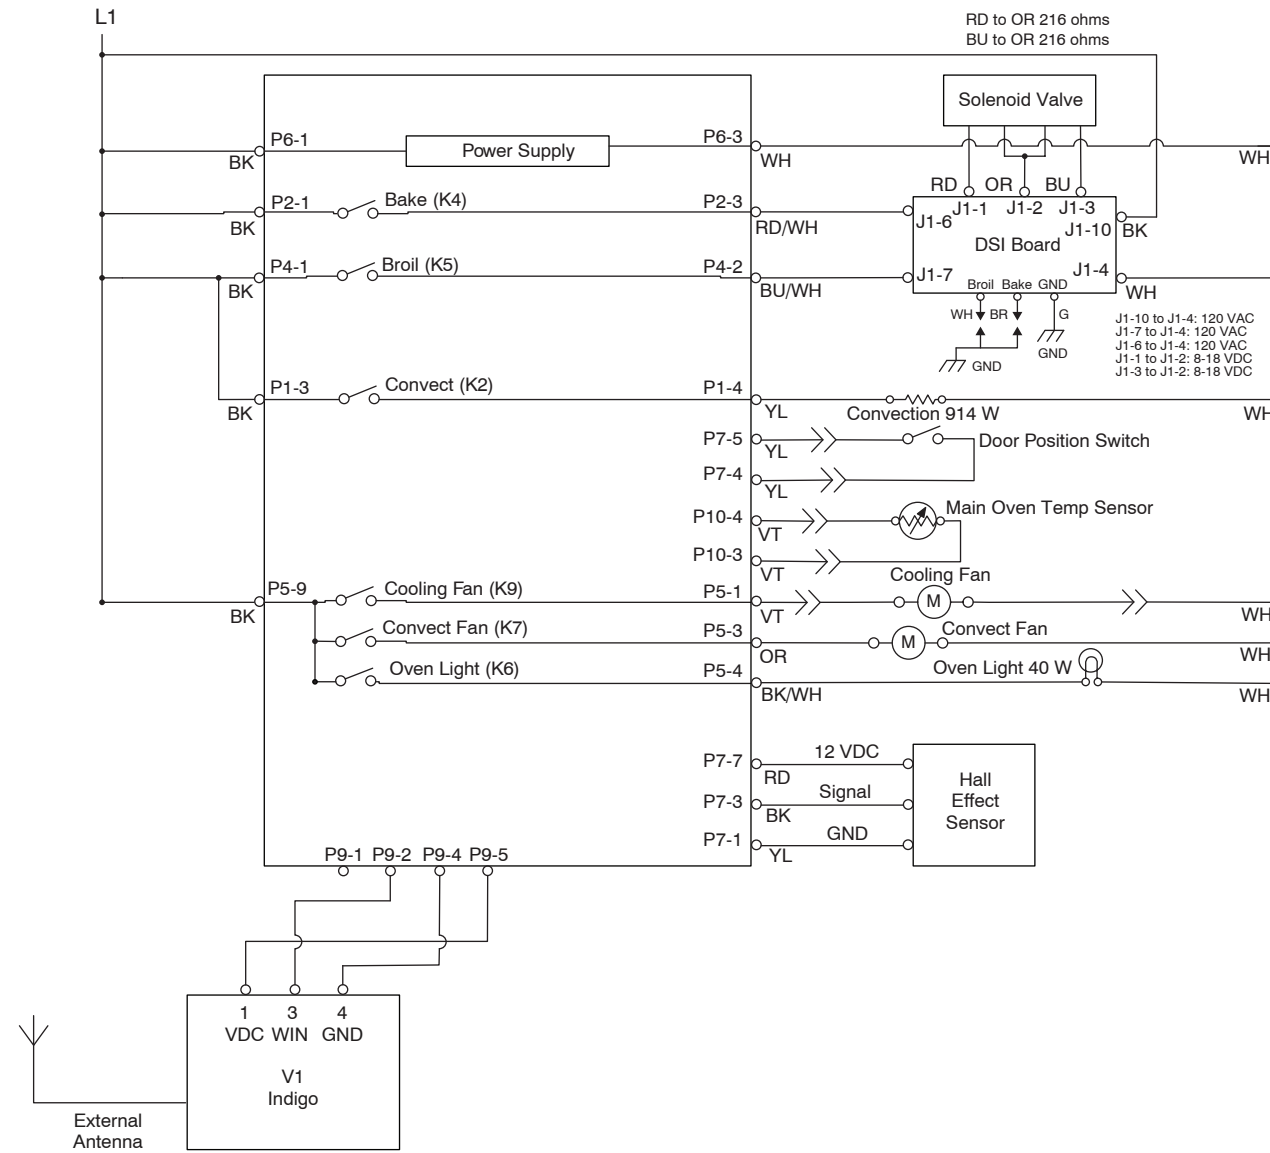 L1
RD to OR 216 ohms
BU to OR 216 ohms
Solenoid Valve
P6-1
BK
Power Supply
P6-3
WH
WH
RD
OR
BU
P2-1
BK
Bake (K4)
P2-3
RD/WH
J1-6
J1-1
J1-2
J1-3
J1-10
BK
DSI Board
P4-1
BK
Broil (K5)
P4-2
BU/WH
J1-7
J1-4
WH
Broil
Bake
GND
WH
BR
G
GND
GND
J1-10 to J1-4: 120 VAC
J1-7 to J1-4: 120 VAC
J1-6 to J1-4: 120 VAC
J1-1 to J1-2: 8-18 VDC
J1-3 to J1-2: 8-18 VDC
P1-3
BK
Convect (K2)
P1-4
YL
Convection 914 W
WH
P7-5
YL
Door Position Switch
P7-4
YL
P10-4
VT
Main Oven Temp Sensor
P10-3
VT
P5-9
BK
Cooling Fan (K9)
P5-1
VT
Cooling Fan
M
WH
Convect Fan (K7)
P5-3
OR
M
Convect Fan
WH
Oven Light (K6)
P5-4
BK/WH
Oven Light 40 W
WH
P7-7
RD
12 VDC
P7-3
BK
Signal
P7-1
YL
GND
Hall
Effect
Sensor
P9-1
P9-2
P9-4
P9-5
1
3
4
VDC
WIN
GND
V1
Indigo
External
Antenna